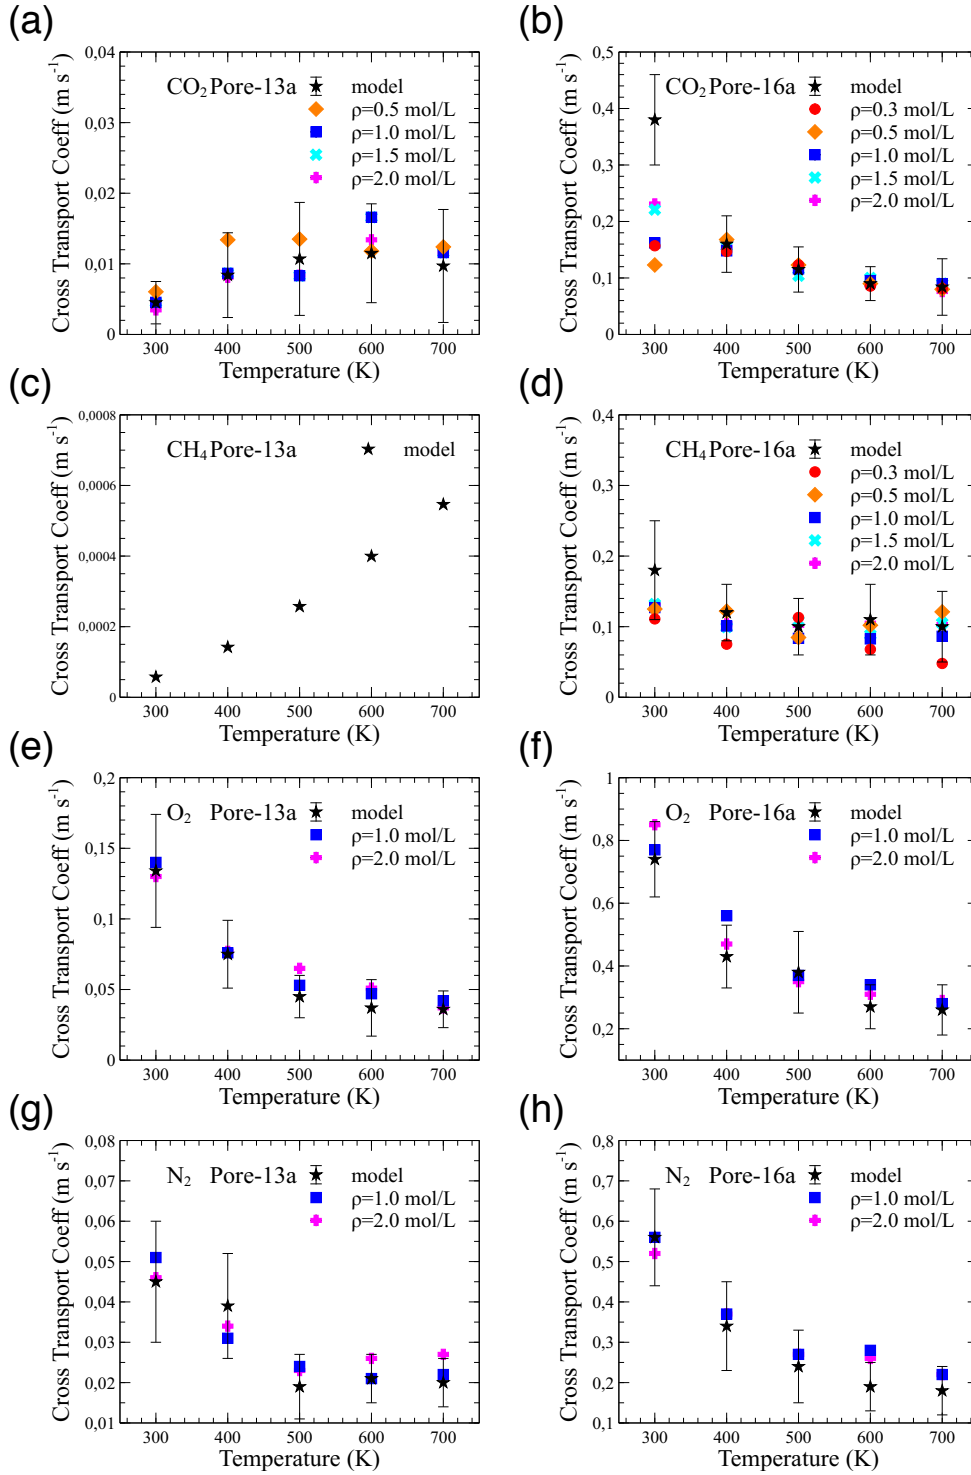 (a)
Cross Transport Coeff (m s⁻¹)
0,04
0,03
0,02
0,01
0
CO₂ Pore-13a
model
ρ=0.5 mol/L
ρ=1.0 mol/L
ρ=1.5 mol/L
ρ=2.0 mol/L
300 400 500 600 700
Temperature (K)
(b)
Cross Transport Coeff (m s⁻¹)
0,5
0,4
0,3
0,2
0,1
0
CO₂ Pore-16a
model
ρ=0.3 mol/L
ρ=0.5 mol/L
ρ=1.0 mol/L
ρ=1.5 mol/L
ρ=2.0 mol/L
300 400 500 600 700
Temperature (K)
(c)
Cross Transport Coeff (m s⁻¹)
0,0008
0,0006
0,0004
0,0002
0
CH₄ Pore-13a
model
300 400 500 600 700
Temperature (K)
(d)
Cross Transport Coeff (m s⁻¹)
0,4
0,3
0,2
0,1
0
CH₄ Pore-16a
model
ρ=0.3 mol/L
ρ=0.5 mol/L
ρ=1.0 mol/L
ρ=1.5 mol/L
ρ=2.0 mol/L
300 400 500 600 700
Temperature (K)
(e)
Cross Transport Coeff (m s⁻¹)
0,2
0,15
0,1
0,05
0
O₂ Pore-13a
model
ρ=1.0 mol/L
ρ=2.0 mol/L
300 400 500 600 700
Temperature (K)
(f)
Cross Transport Coeff (m s⁻¹)
1
0,8
0,6
0,4
0,2
O₂ Pore-16a
model
ρ=1.0 mol/L
ρ=2.0 mol/L
300 400 500 600 700
Temperature (K)
(g)
Cross Transport Coeff (m s⁻¹)
0,08
0,07
0,06
0,05
0,04
0,03
0,02
0,01
N₂ Pore-13a
model
ρ=1.0 mol/L
ρ=2.0 mol/L
300 400 500 600 700
Temperature (K)
(h)
Cross Transport Coeff (m s⁻¹)
0,8
0,7
0,6
0,5
0,4
0,3
0,2
0,1
N₂ Pore-16a
model
ρ=1.0 mol/L
ρ=2.0 mol/L
300 400 500 600 700
Temperature (K)